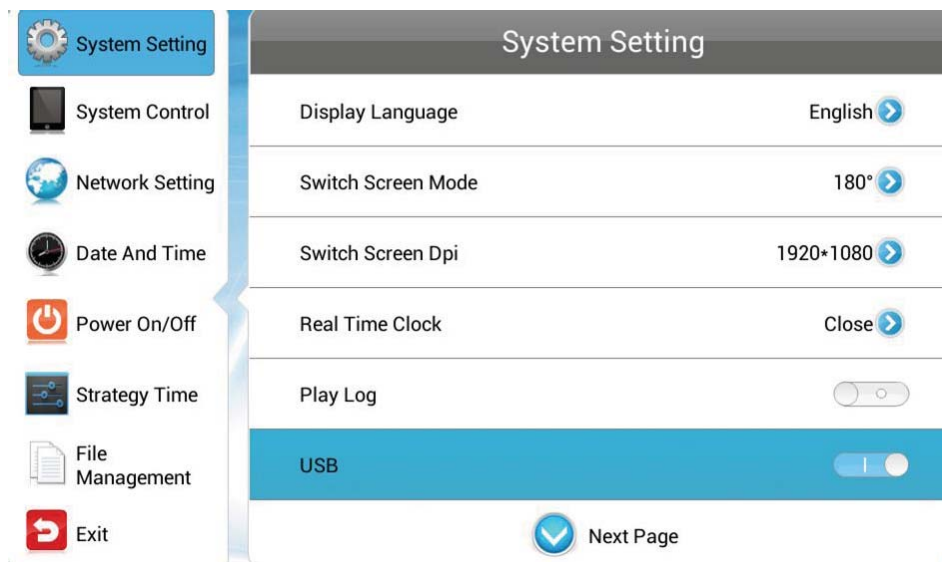 System Setting
System Control
Network Setting
Date And Time
Power On/Off
Strategy Time
File
Management
Exit
System Setting
Display Language English
Switch Screen Mode 180°
Switch Screen Dpi 1920*1080
Real Time Clock Close
Play Log
USB
Next Page